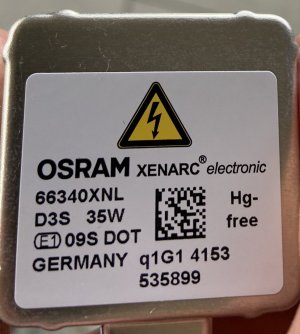 OSRAM XENARC® electronic
66340XNL
D3S 35W
Hg-
free
E1 09S DOT
GERMANY q1G1 4153
535899